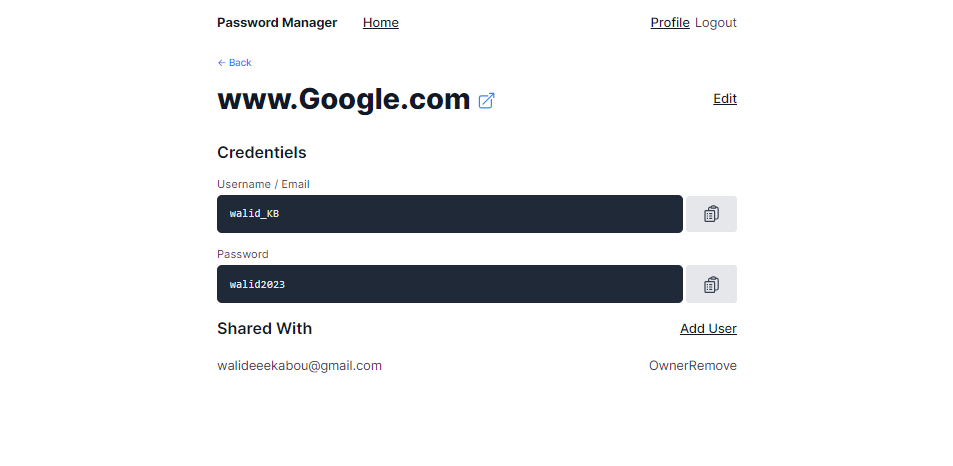 Password Manager Home Profile Logout
← Back
www.Google.com Edit
Credentiels
Username / Email
walid_KB
Password
walid2023
Shared With Add User
walideeekabou@gmail.com OwnerRemove